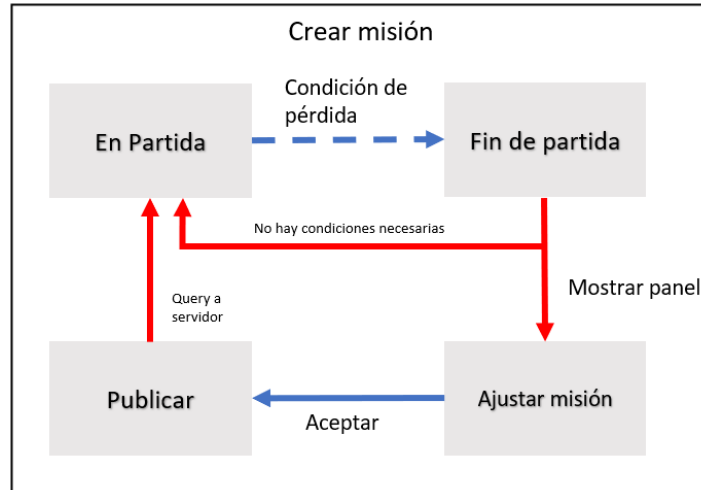 Crear misión
Condición de
pérdida
En Partida
Fin de partida
No hay condiciones necesarias
Mostrar panel
Query a
servidor
Publicar
Ajustar misión
Aceptar